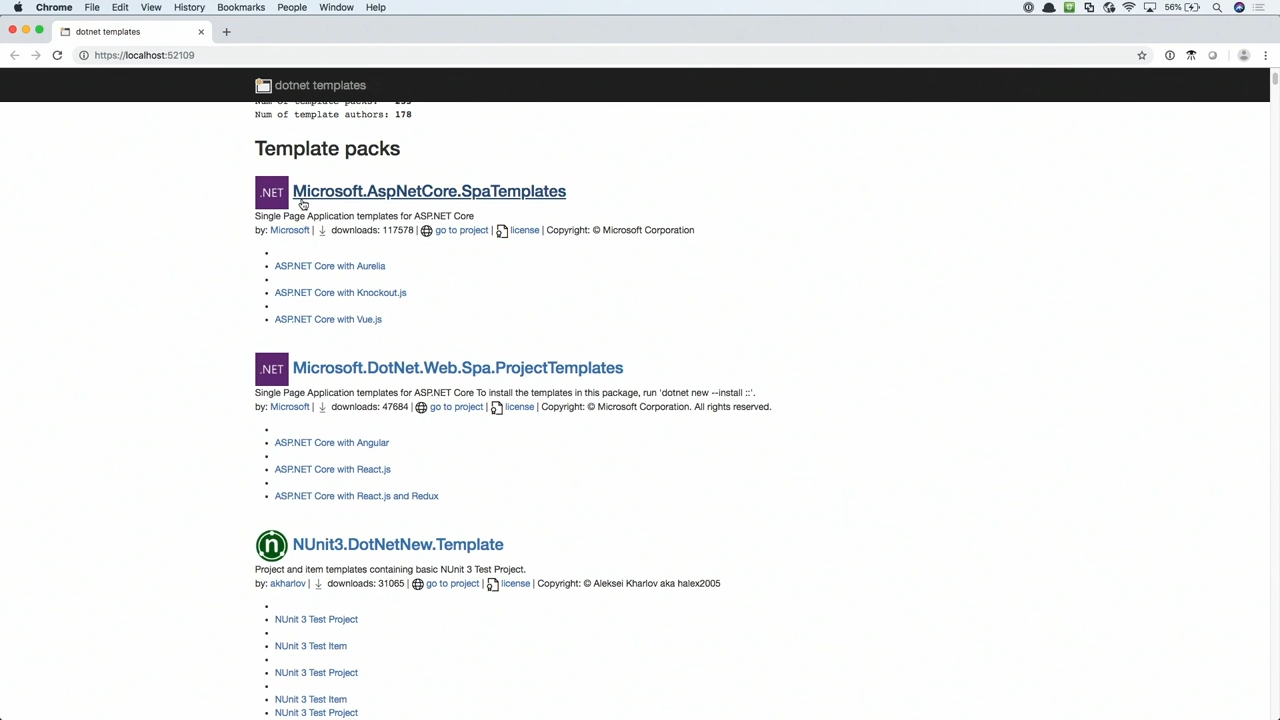 Chrome File Edit View History Bookmarks People Window Help 56%
dotnet templates
https://localhost:52109
dotnet templates
Num of template packs:
Num of template authors: 178
Template packs
.NET Microsoft.AspNetCore.SpaTemplates
Single Page Application templates for ASP.NET Core
by: Microsoft | downloads: 117578 | go to project | license | Copyright: © Microsoft Corporation
ASP.NET Core with Aurelia
ASP.NET Core with Knockout.js
ASP.NET Core with Vue.js
.NET Microsoft.DotNet.Web.Spa.ProjectTemplates
Single Page Application templates for ASP.NET Core To install the templates in this package, run 'dotnet new --install ::'.
by: Microsoft | downloads: 47684 | go to project | license | Copyright: © Microsoft Corporation. All rights reserved.
ASP.NET Core with Angular
ASP.NET Core with React.js
ASP.NET Core with React.js and Redux
n NUnit3.DotNetNew.Template
Project and item templates containing basic NUnit 3 Test Project.
by: akharlov | downloads: 31065 | go to project | license | Copyright: © Aleksei Kharlov aka halex2005
NUnit 3 Test Project
NUnit 3 Test Item
NUnit 3 Test Project
NUnit 3 Test Item
NUnit 3 Test Project